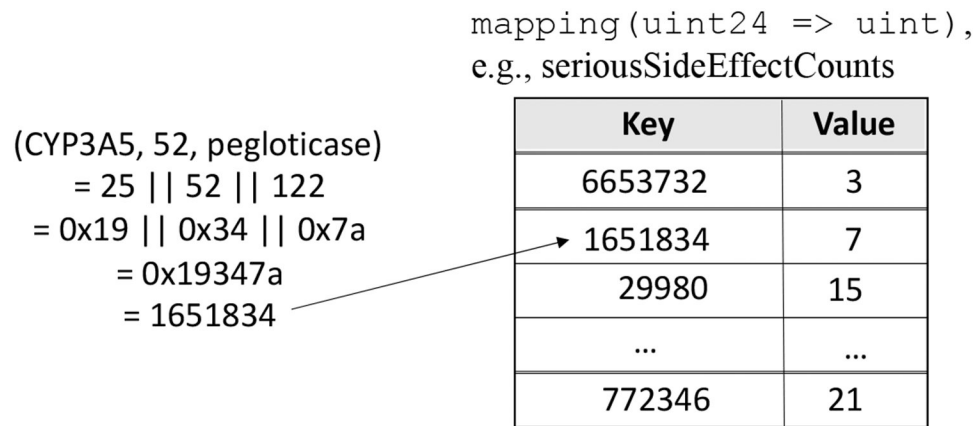 mapping(uint24 => uint),
e.g., seriousSideEffectCounts
(CYP3A5, 52, pegloticase)
= 25 || 52 || 122
= 0x19 || 0x34 || 0x7a
= 0x19347a
= 1651834
Key Value
6653732 3
1651834 7
29980 15
... ...
772346 21